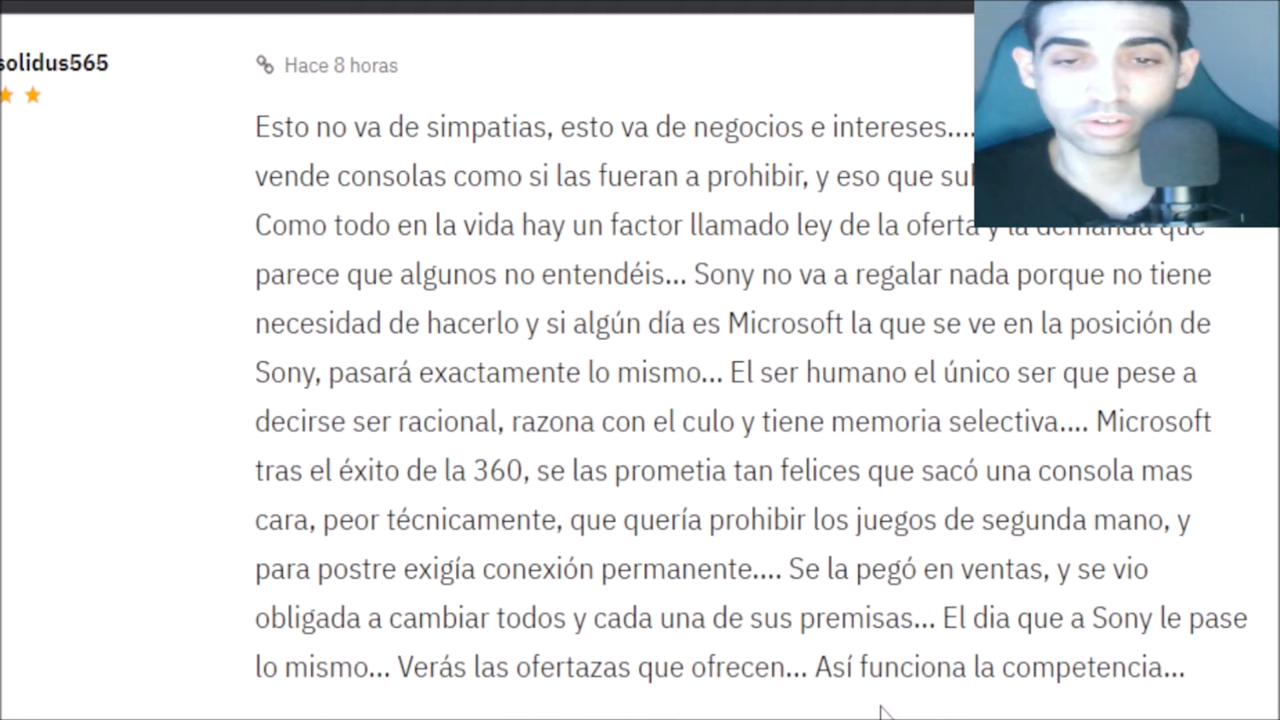 solidus565
Hace 8 horas
Esto no va de simpatias, esto va de negocios e intereses....
vende consolas como si las fueran a prohibir, y eso que
Como todo en la vida hay un factor llamado ley de la oferta y la demanda que
parece que algunos no entendéis... Sony no va a regalar nada porque no tiene
necesidad de hacerlo y si algún día es Microsoft la que se ve en la posición de
Sony, pasará exactamente lo mismo... El ser humano el único ser que pese a
decirse ser racional, razona con el culo y tiene memoria selectiva.... Microsoft
tras el éxito de la 360, se las prometia tan felices que sacó una consola mas
cara, peor técnicamente, que quería prohibir los juegos de segunda mano, y
para postre exigía conexión permanente.... Se la pegó en ventas, y se vio
obligada a cambiar todos y cada una de sus premisas... El dia que a Sony le pase
lo mismo... Verás las ofertazas que ofrecen... Así funciona la competencia...